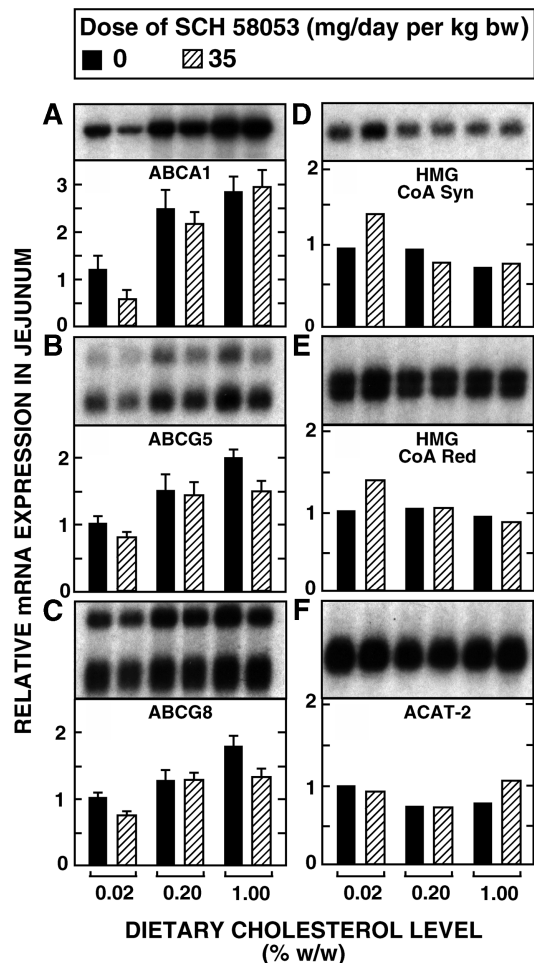 Dose of SCH 58053 (mg/day per kg bw)
0 35
RELATIVE mRNA EXPRESSION IN JEJUNUM
A
ABCA1
3
2
1
0
B
ABCG5
2
1
0
C
ABCG8
2
1
0
0.02 0.20 1.00
D
HMG
CoA Syn
2
1
0
E
HMG
CoA Red
2
1
0
F
ACAT-2
2
1
0
0.02 0.20 1.00
DIETARY CHOLESTEROL LEVEL
(% w/w)